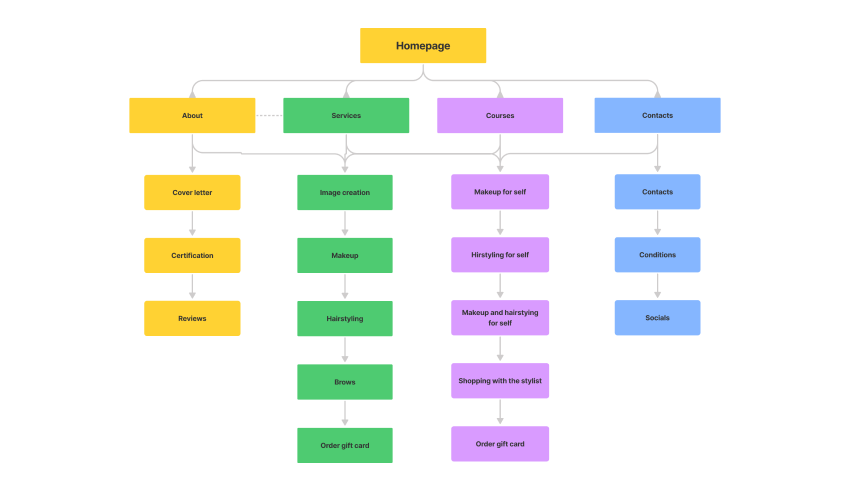 Homepage
About
Services
Courses
Contacts
Cover letter
Image creation
Makeup for self
Contacts
Certification
Makeup
Hirstyling for self
Conditions
Reviews
Hairstyling
Makeup and hairstying
for self
Socials
Brows
Shopping with the stylist
Order gift card
Order gift card